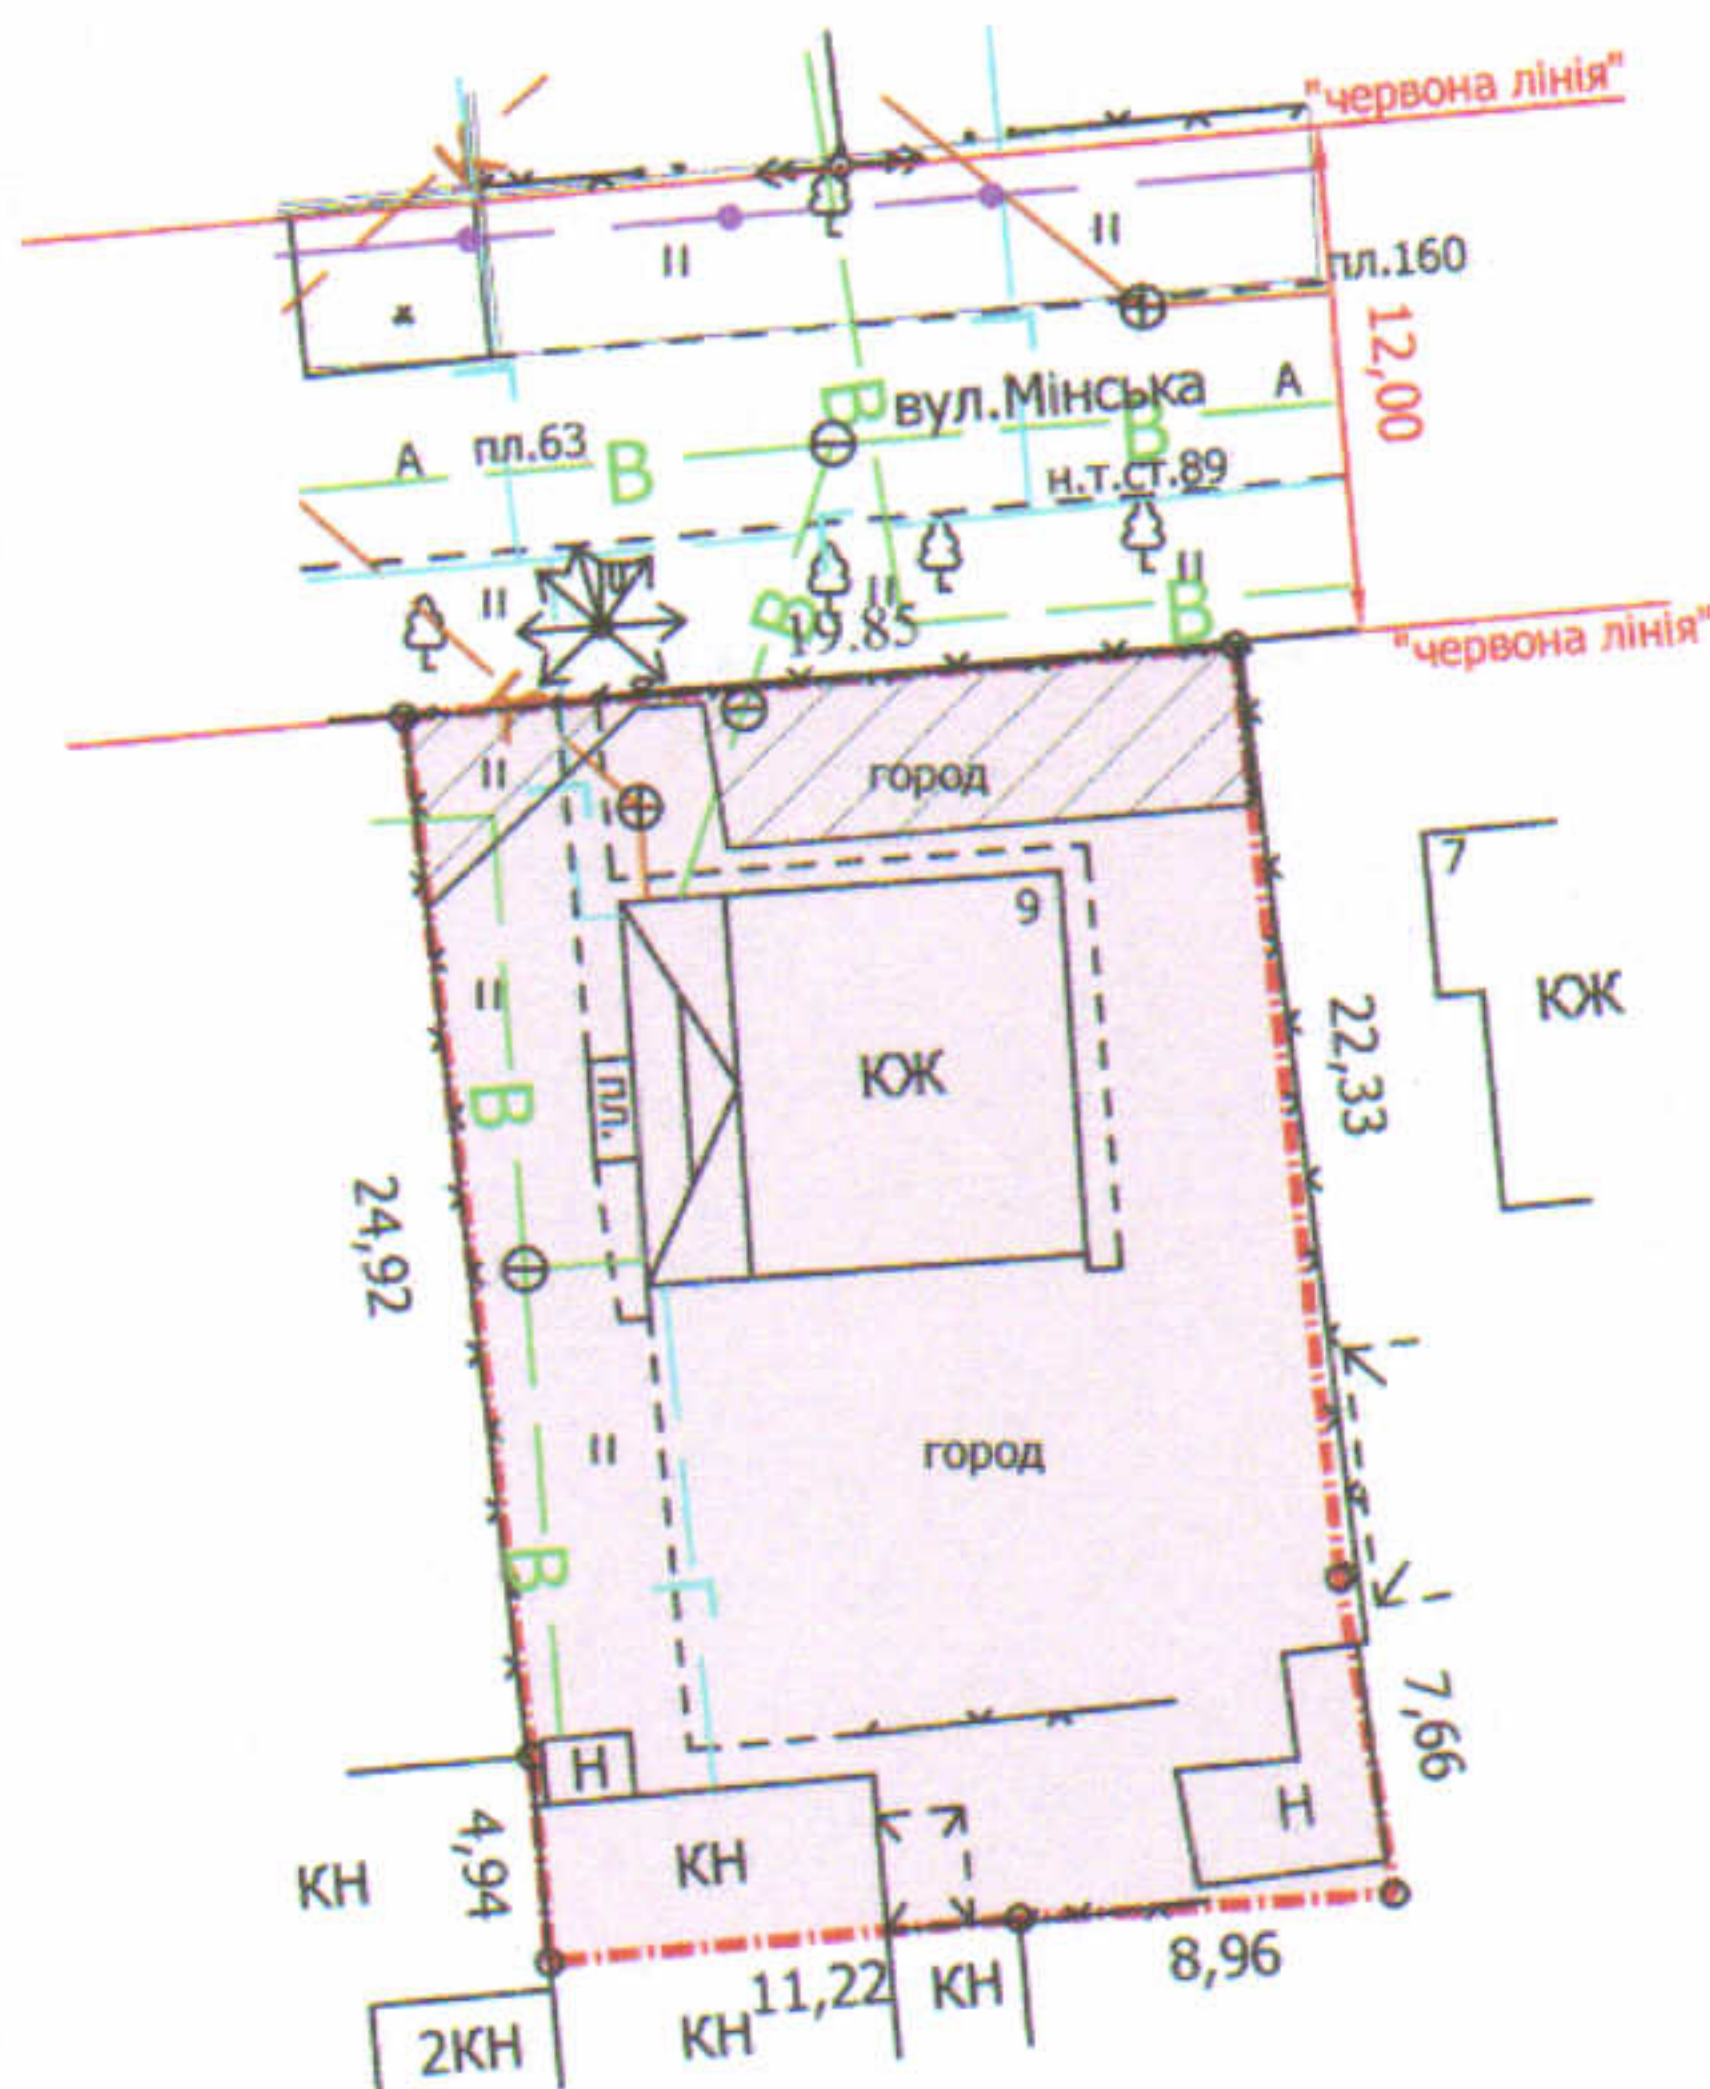 "червона лінія"
пл.160
12,00
вул.Мінська
А
А
пл.63
В
В
В
н.т.ст.89
В
В
19.85
"червона лінія"
город
7
9
КЖ
КЖ
22,33
пл.
В
24,92
город
В
7,66
Н
Н
4,94
КН
КН
8,96
11,22
КН
КН
2КН